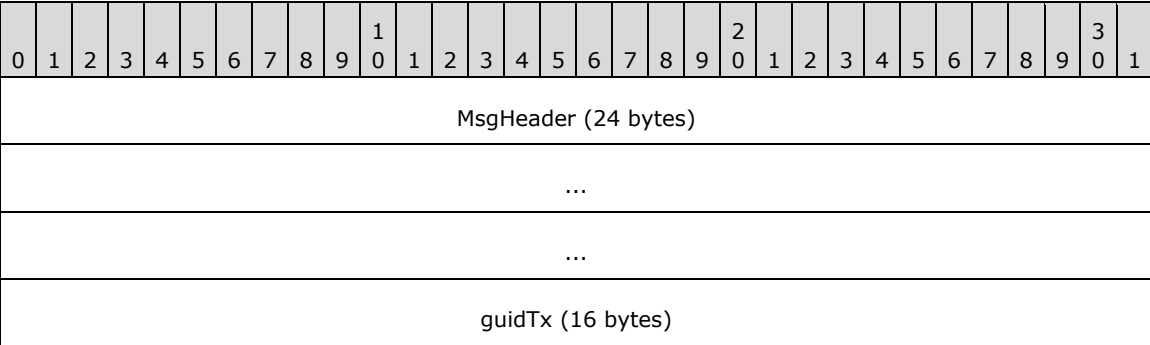 1 2 3
0 1 2 3 4 5 6 7 8 9 0 1 2 3 4 5 6 7 8 9 0 1 2 3 4 5 6 7 8 9 0 1
MsgHeader (24 bytes)
...
...
guidTx (16 bytes)